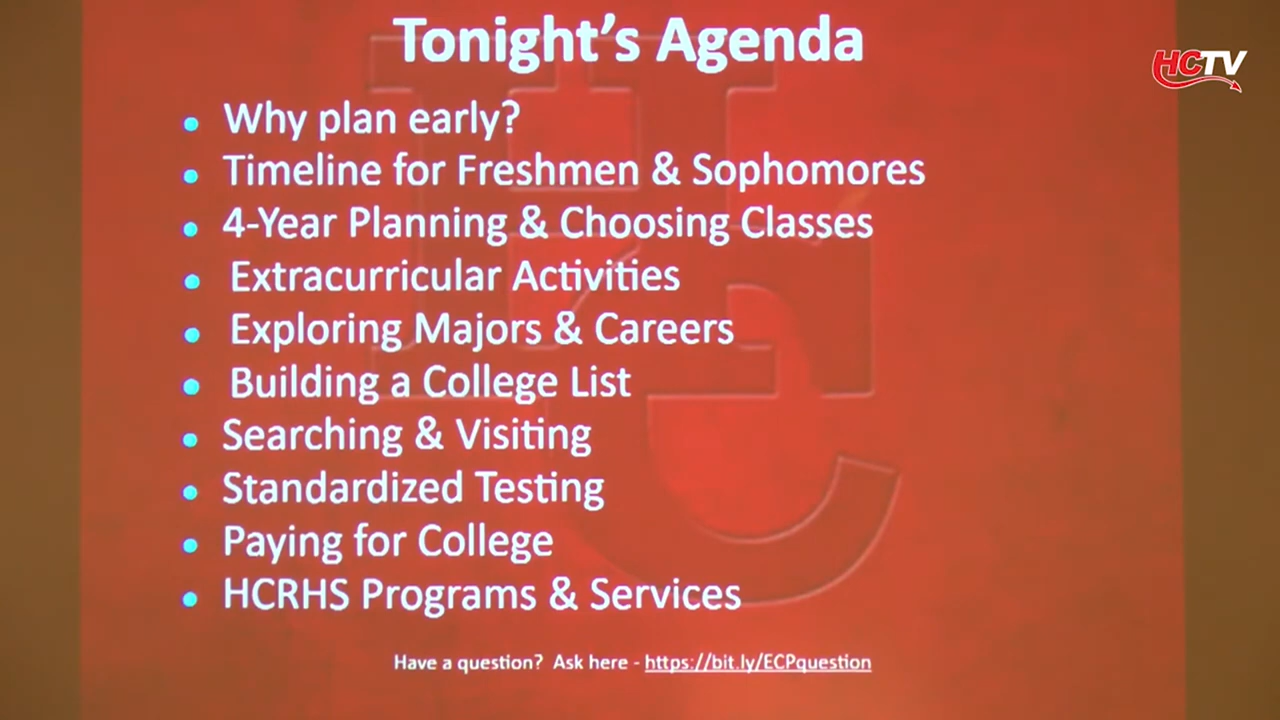 Tonight's Agenda
HCTV
• Why plan early?
• Timeline for Freshmen & Sophomores
• 4-Year Planning & Choosing Classes
• Extracurricular Activities
• Exploring Majors & Careers
• Building a College List
• Searching & Visiting
• Standardized Testing
• Paying for College
• HCRHS Programs & Services
Have a question? Ask here - https://bit.ly/ECPquestion